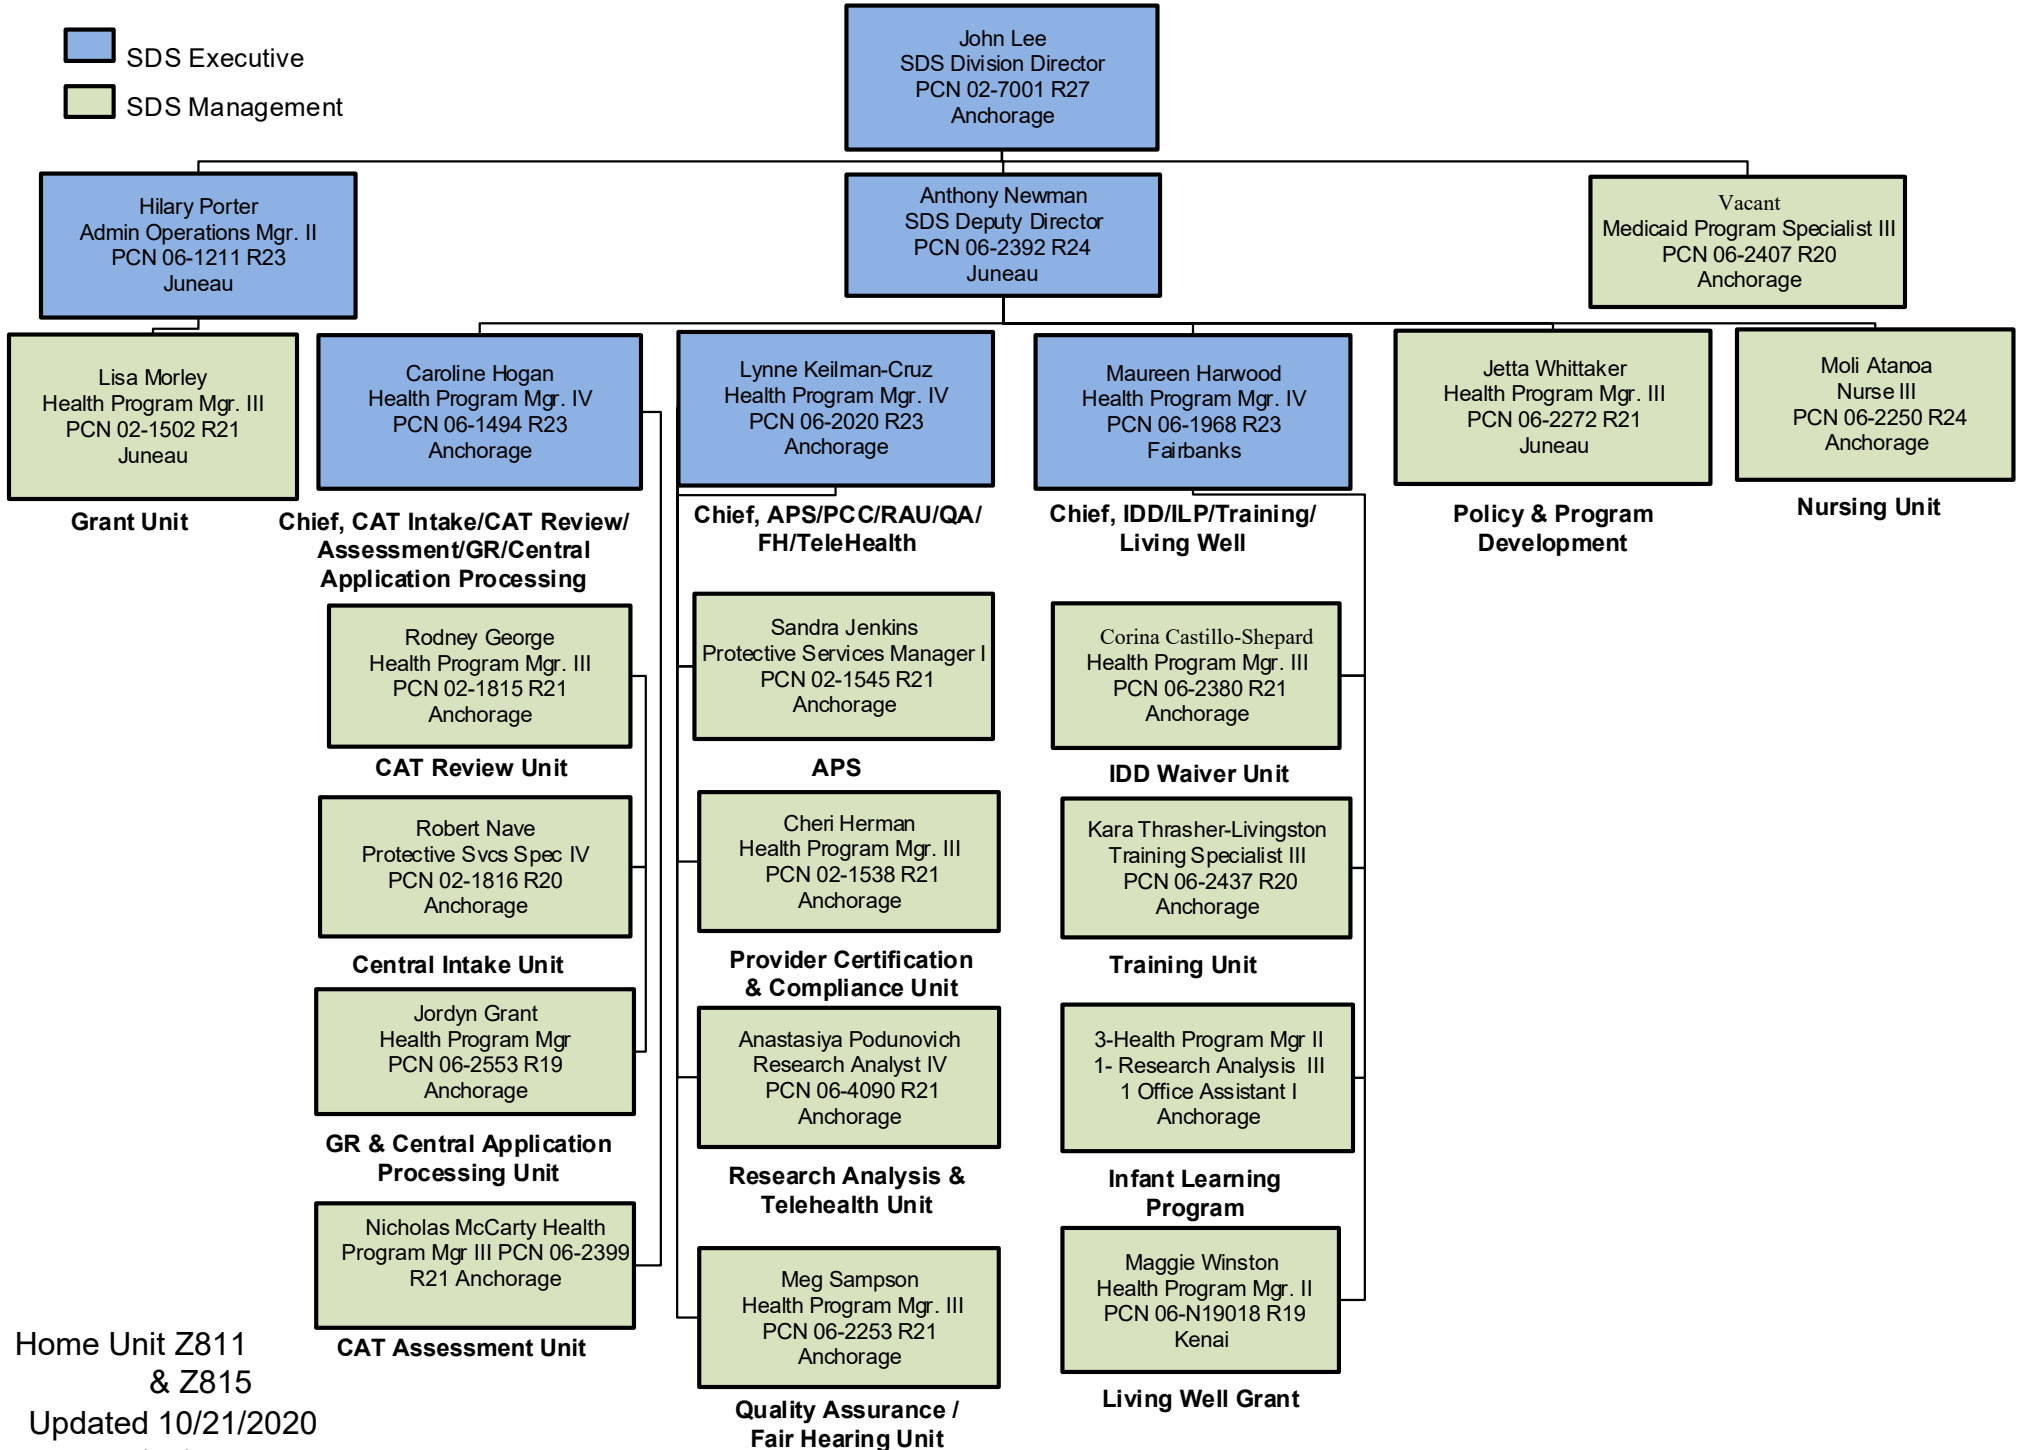 SDS Executive
SDS Management
John Lee
SDS Division Director
PCN 02-7001 R27
Anchorage
Hilary Porter
Admin Operations Mgr. II
PCN 06-1211 R23
Juneau
Anthony Newman
SDS Deputy Director
PCN 06-2392 R24
Juneau
Vacant
Medicaid Program Specialist III
PCN 06-2407 R20
Anchorage
Lisa Morley
Health Program Mgr. III
PCN 02-1502 R21
Juneau
Grant Unit
Caroline Hogan
Health Program Mgr. IV
PCN 06-1494 R23
Anchorage
Chief, CAT Intake/CAT Review/
Assessment/GR/Central
Application Processing
Lynne Keilman-Cruz
Health Program Mgr. IV
PCN 06-2020 R23
Anchorage
Chief, APS/PCC/RAU/QA/
FH/TeleHealth
Maureen Harwood
Health Program Mgr. IV
PCN 06-1968 R23
Fairbanks
Chief, IDD/ILP/Training/
Living Well
Jetta Whittaker
Health Program Mgr. III
PCN 06-2272 R21
Juneau
Policy & Program
Development
Moli Atanoa
Nurse III
PCN 06-2250 R24
Anchorage
Nursing Unit
Rodney George
Health Program Mgr. III
PCN 02-1815 R21
Anchorage
CAT Review Unit
Robert Nave
Protective Svcs Spec IV
PCN 02-1816 R20
Anchorage
Central Intake Unit
Jordyn Grant
Health Program Mgr
PCN 06-2553 R19
Anchorage
GR & Central Application
Processing Unit
Nicholas McCarty Health
Program Mgr III PCN 06-2399
R21 Anchorage
CAT Assessment Unit
Sandra Jenkins
Protective Services Manager I
PCN 02-1545 R21
Anchorage
APS
Cheri Herman
Health Program Mgr. III
PCN 02-1538 R21
Anchorage
Provider Certification
& Compliance Unit
Anastasiya Podunovich
Research Analyst IV
PCN 06-4090 R21
Anchorage
Research Analysis &
Telehealth Unit
Meg Sampson
Health Program Mgr. III
PCN 06-2253 R21
Anchorage
Quality Assurance /
Fair Hearing Unit
Corina Castillo-Shepard
Health Program Mgr. III
PCN 06-2380 R21
Anchorage
IDD Waiver Unit
Kara Thrasher-Livingston
Training Specialist III
PCN 06-2437 R20
Anchorage
Training Unit
3-Health Program Mgr II
1- Research Analysis III
1 Office Assistant I
Anchorage
Infant Learning
Program
Maggie Winston
Health Program Mgr. II
PCN 06-N19018 R19
Kenai
Living Well Grant
Home Unit Z811
& Z815
Updated 10/21/2020